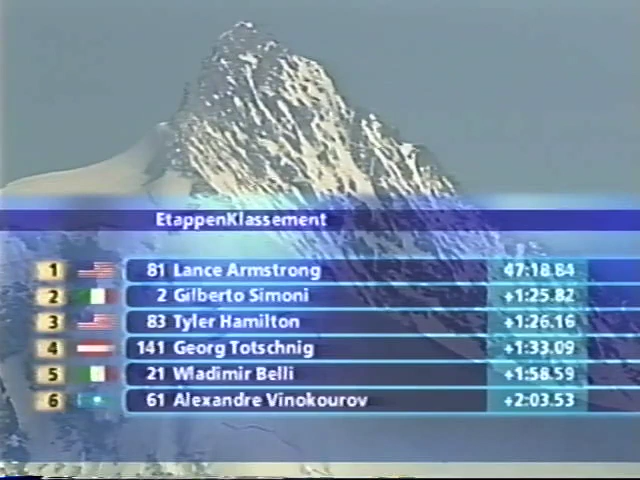 EtappenKlassement
1 81 Lance Armstrong 47:18.64
2 2 Gilberto Simoni +1:25.82
3 83 Tyler Hamilton +1:26.16
4 141 Georg Totschnig +1:33.09
5 21 Wladimir Belli +1:58.59
6 61 Alexandre Vinokourov +2:03.53